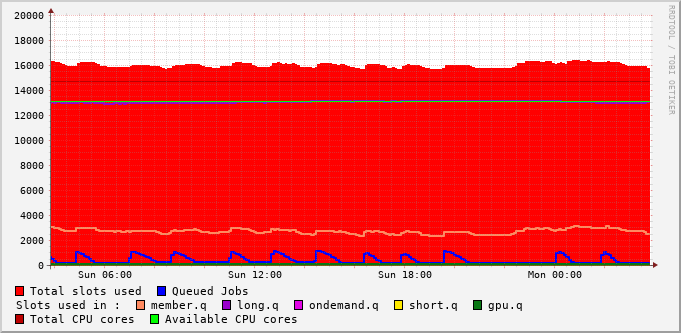 20000
18000
16000
14000
12000
10000
8000
6000
4000
2000
0
Sun 06:00 Sun 12:00 Sun 18:00 Mon 00:00
Total slots used Queued Jobs
Slots used in : member.q long.q ondemand.q short.q gpu.q
Total CPU cores Available CPU cores
RRDTOOL / TOBI OETIKER